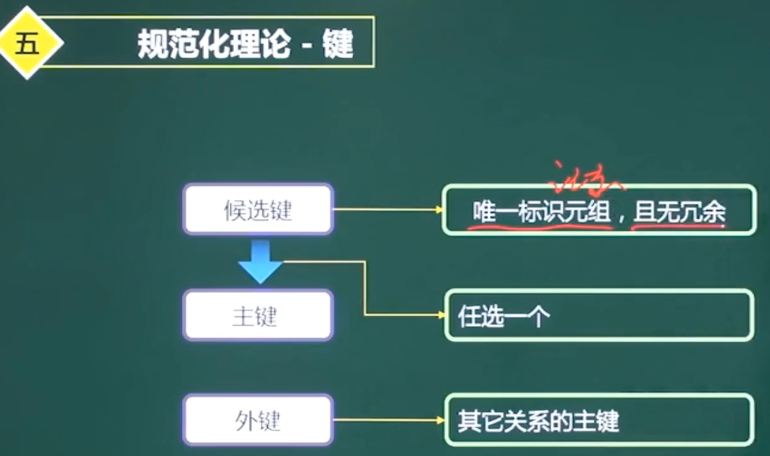 五
规范化理论 - 键
候选键
唯一标识元组，且无冗余
主键
任选一个
外键
其它关系的主键